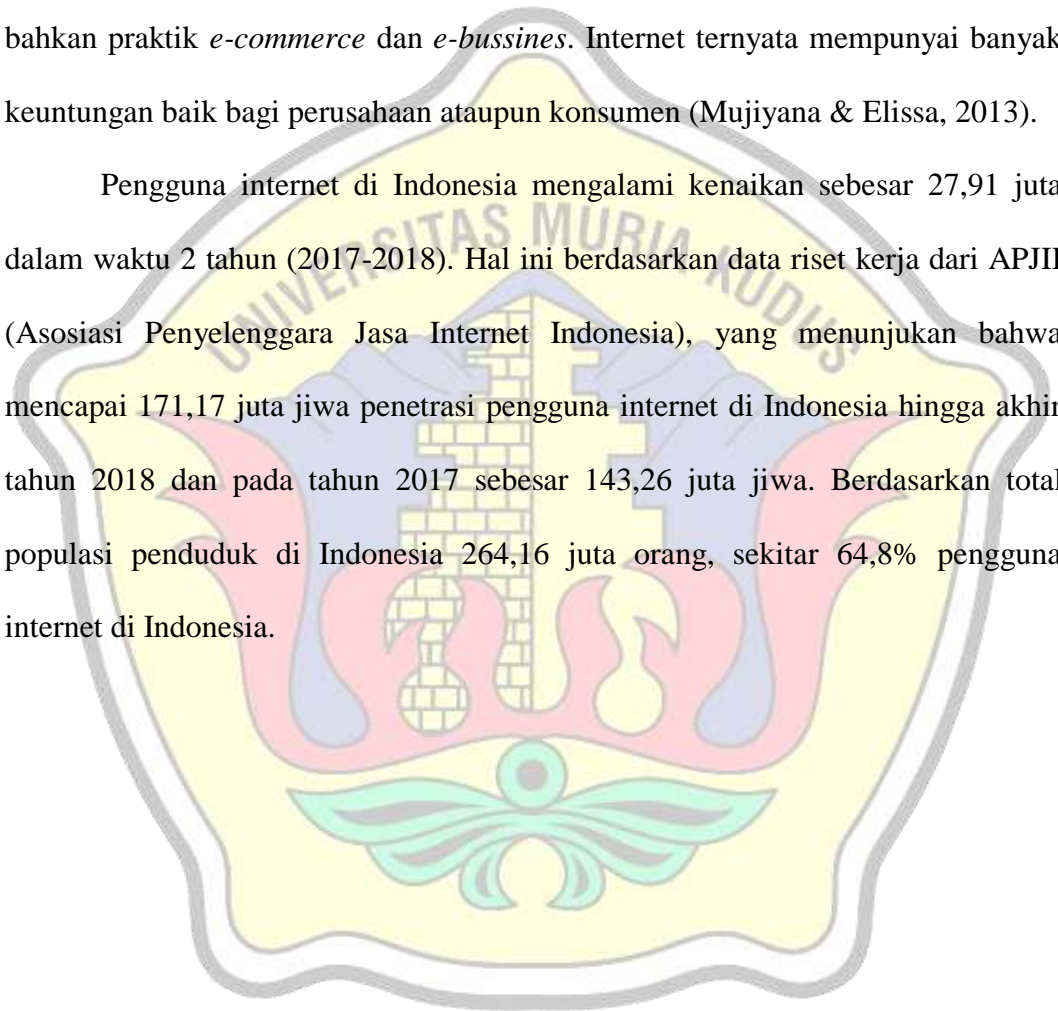 bahkan praktik e-commerce dan e-bussines. Internet ternyata mempunyai banyak
keuntungan baik bagi perusahaan ataupun konsumen (Mujiyana & Elissa, 2013).
Pengguna internet di Indonesia mengalami kenaikan sebesar 27,91 juta
dalam waktu 2 tahun (2017-2018). Hal ini berdasarkan data riset kerja dari APJII
(Asosiasi Penyelenggara Jasa Internet Indonesia), yang menunjukan bahwa
mencapai 171,17 juta jiwa penetrasi pengguna internet di Indonesia hingga akhir
tahun 2018 dan pada tahun 2017 sebesar 143,26 juta jiwa. Berdasarkan total
populasi penduduk di Indonesia 264,16 juta orang, sekitar 64,8% pengguna
internet di Indonesia.
UNIVERSITAS MURIA KUDUS